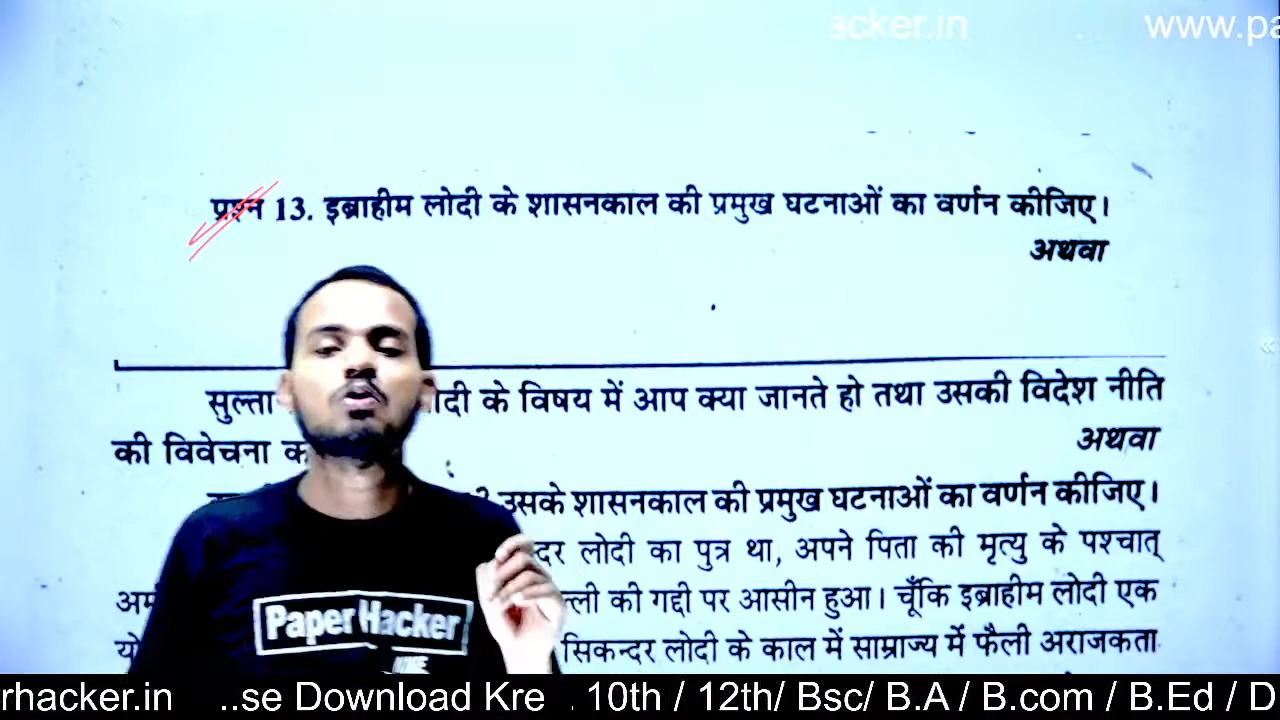 acker.in www.pa
प्रश्न 13. इब्राहीम लोदी के शासनकाल की प्रमुख घटनाओं का वर्णन कीजिए।
अथवा
सुल्ता ोदी के विषय में आप क्या जानते हो तथा उसकी विदेश नीति
की विवेचना क अथवा
उसके शासनकाल की प्रमुख घटनाओं का वर्णन कीजिए।
न्दर लोदी का पुत्र था, अपने पिता की मृत्यु के पश्चात्
ल्ली की गद्दी पर आसीन हुआ। चूँकि इब्राहीम लोदी एक
सिकन्दर लोदी के काल में साम्राज्य में फैली अराजकता
Paper Hacker
rhacker.in ..se Download Kre 10th / 12th/ Bsc/ B.A / B.com / B.Ed / D